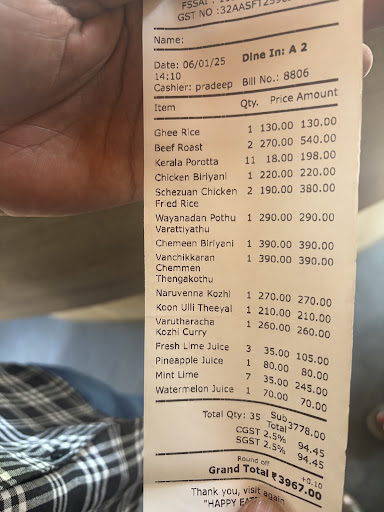 FSSAI :
GST NO :32AASFT
Name:
Date: 06/01/25 Dine In: A 2
14:10
Cashier: pradeep Bill No.: 8806
Item Qty. Price Amount
Ghee Rice 1 130.00 130.00
Beef Roast 2 270.00 540.00
Kerala Porotta 11 18.00 198.00
Chicken Biriyani 1 220.00 220.00
Schezuan Chicken 2 190.00 380.00
Fried Rice
Wayanadan Pothu 1 290.00 290.00
Varattiyathu
Chemeen Biriyani 1 390.00 390.00
Vanchikkaran 1 390.00 390.00
Chemmen
Thengakothu
Naruvenna Kozhi 1 270.00 270.00
Koon Ulli Theeyal 1 210.00 210.00
Varutharacha 1 260.00 260.00
Kozhi Curry
Fresh Lime Juice 3 35.00 105.00
Pineapple Juice 1 80.00 80.00
Mint Lime 7 35.00 245.00
Watermelon Juice 1 70.00 70.00
Total Qty: 35 Sub 3778.00
Total
CGST 2.5% 94.45
SGST 2.5% 94.45
Round off +0.10
Grand Total ₹3967.00
Thank you, visit again
"HAPPY